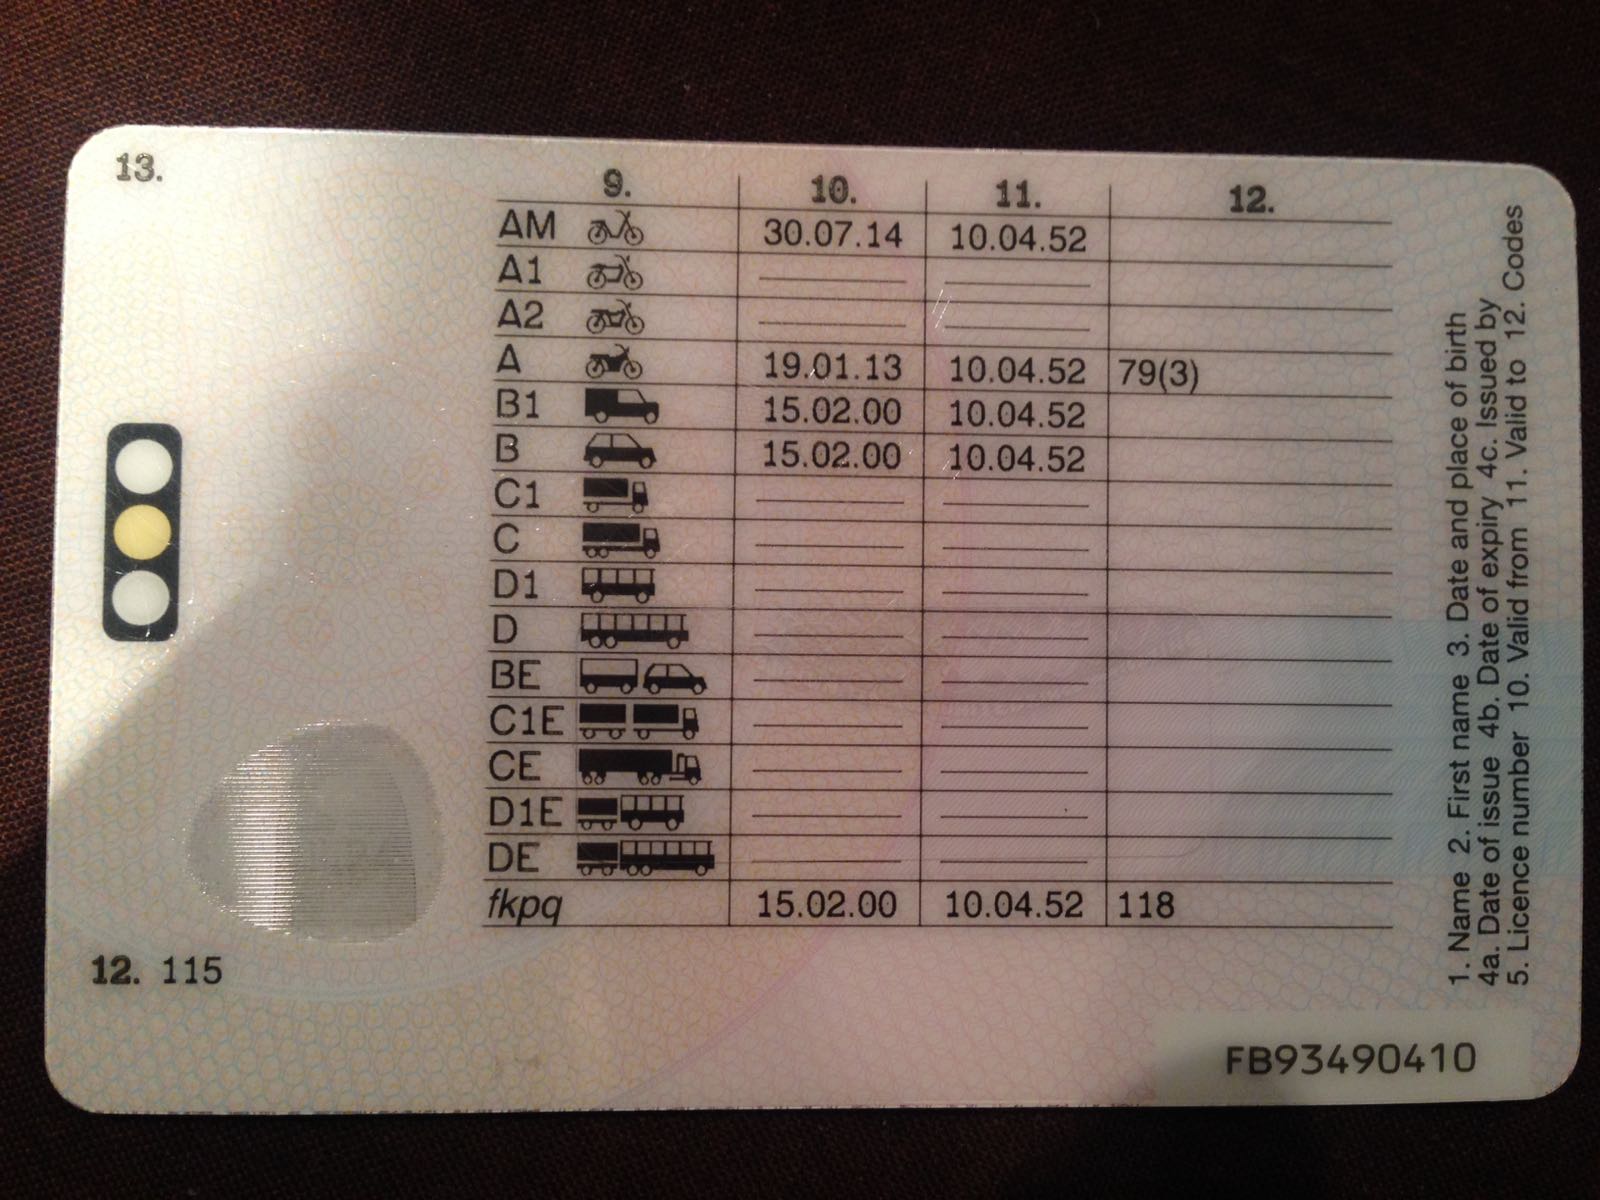 13.
9. 10. 11. 12.
AM 30.07.14 10.04.52
A1
A2
A 19.01.13 10.04.52 79(3)
B1 15.02.00 10.04.52
B 15.02.00 10.04.52
C1
C
D1
D
BE
C1E
CE
D1E
DE
fkpq 15.02.00 10.04.52 118
12. 115
1. Name 2. First name 3. Date and place of birth
4a. Date of issue 4b. Date of expiry 4c. Issued by
5. Licence number 10. Valid from 11. Valid to 12. Codes
FB93490410